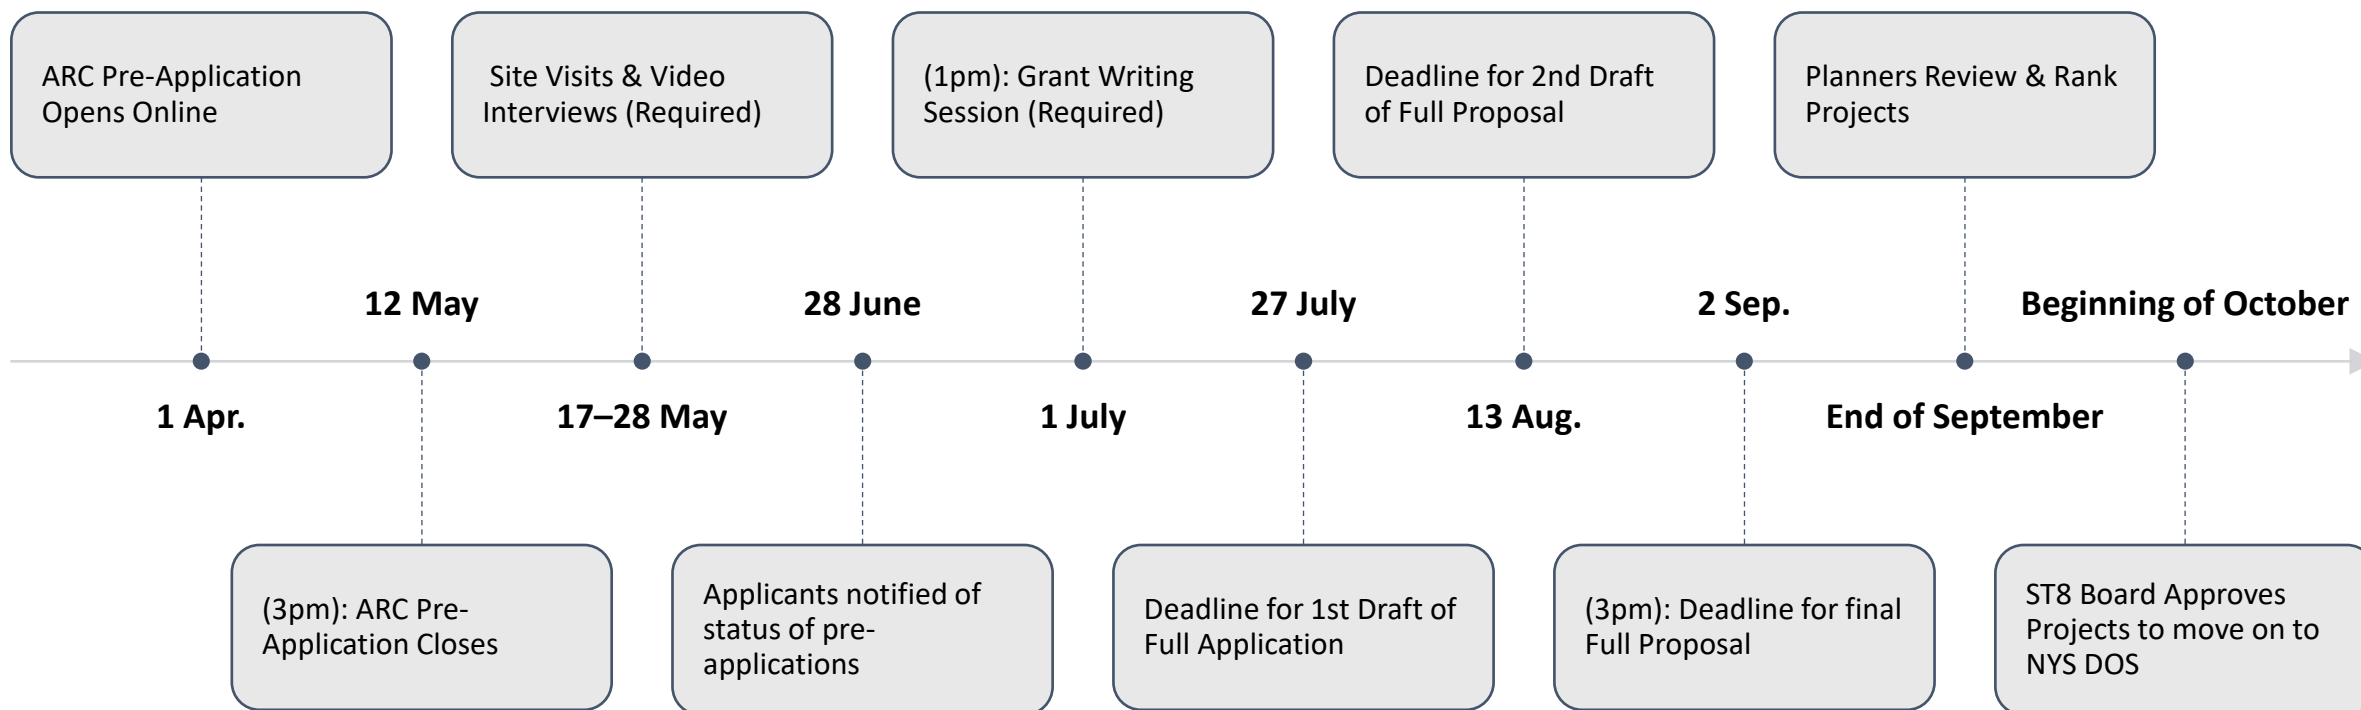 ARC Pre-Application
Opens Online
Site Visits & Video
Interviews (Required)
(1pm): Grant Writing
Session (Required)
Deadline for 2nd Draft
of Full Proposal
Planners Review & Rank
Projects
12 May
28 June
27 July
2 Sep.
Beginning of October
1 Apr.
17–28 May
1 July
13 Aug.
End of September
(3pm): ARC Pre-
Application Closes
Applicants notified of
status of pre-
applications
Deadline for 1st Draft of
Full Application
(3pm): Deadline for final
Full Proposal
ST8 Board Approves
Projects to move on to
NYS DOS